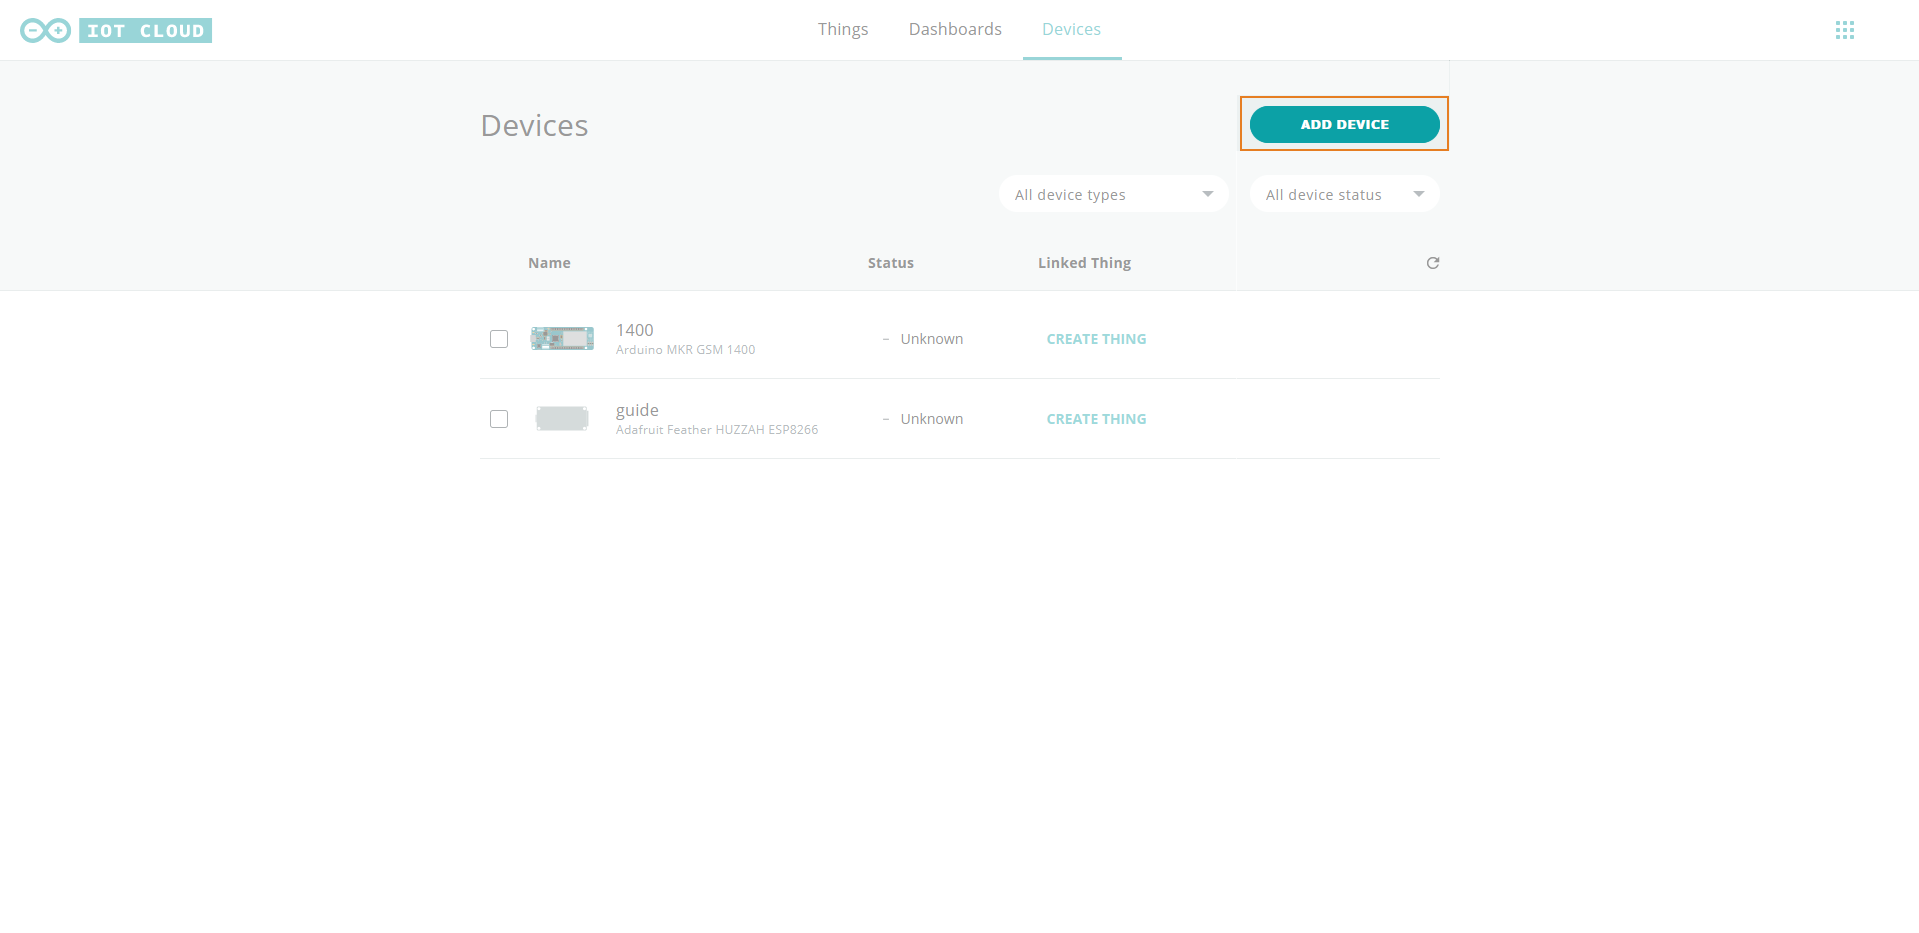 IOT CLOUD
Things Dashboards Devices
Devices
ADD DEVICE
All device types All device status
Name Status Linked Thing
1400
Arduino MKR GSM 1400
– Unknown
CREATE THING
guide
Adafruit Feather HUZZAH ESP8266
– Unknown
CREATE THING